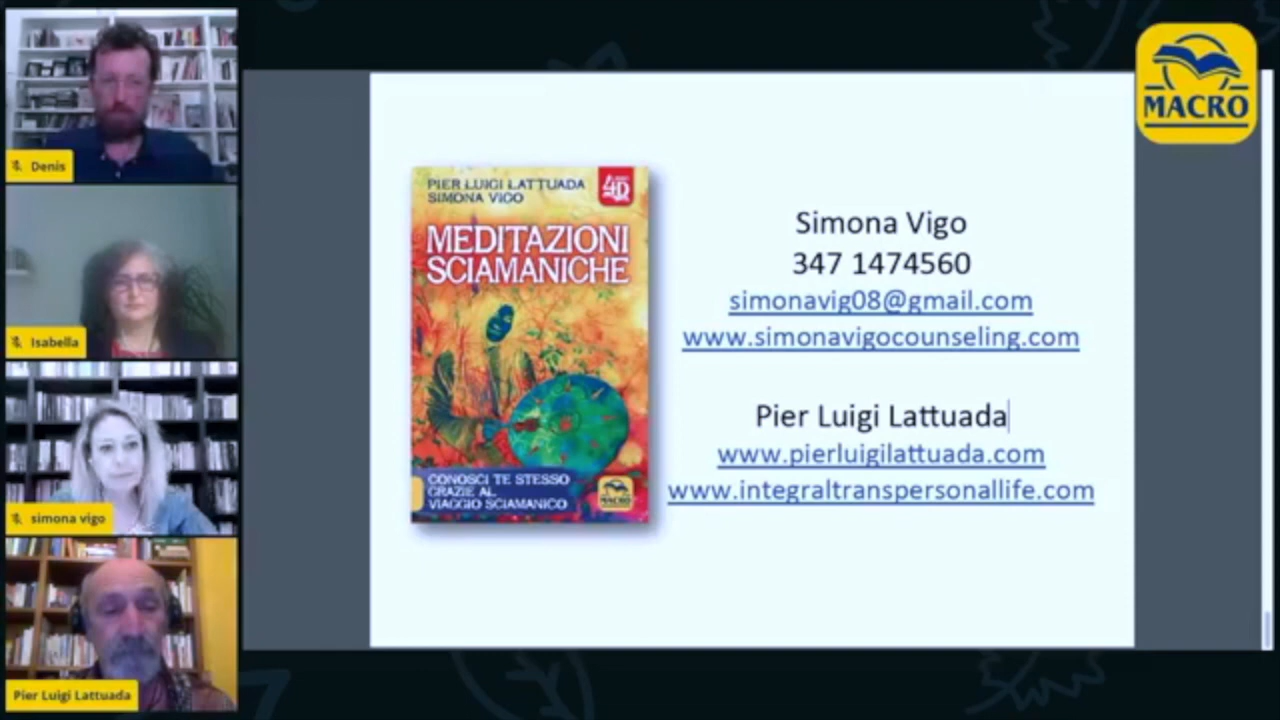 Denis
Isabella
simona vigo
Pier Luigi Lattuada
PIER LUIGI LATTUADA
SIMONA VIGO
4D
MEDITAZIONI
SCIAMANICHE
CONOSCI TE STESSO
GRAZIE AL
VIAGGIO SCIAMANICO
MACRO
Simona Vigo
347 1474560
simonavig08@gmail.com
www.simonavigocounseling.com
Pier Luigi Lattuada
www.pierluigilattuada.com
www.integraltranspersonallife.com
MACRO